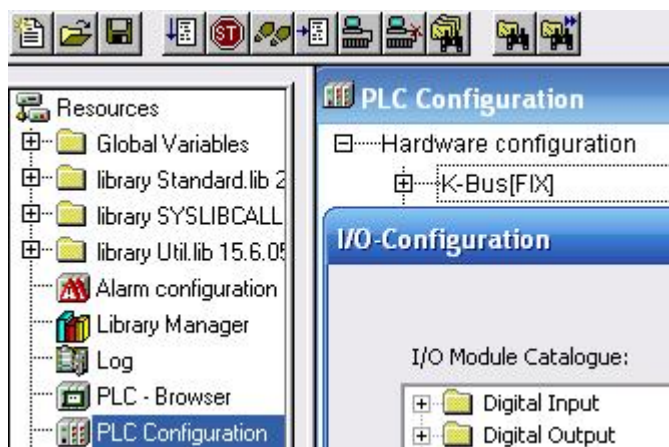 ST
Resources
Global Variables
library Standard.lib 2
library SYSLIBCALL
library Util.lib 15.6.05
Alarm configuration
Library Manager
Log
PLC - Browser
PLC Configuration
PLC Configuration
Hardware configuration
K-Bus[FIX]
I/O-Configuration
I/O Module Catalogue:
Digital Input
Digital Output